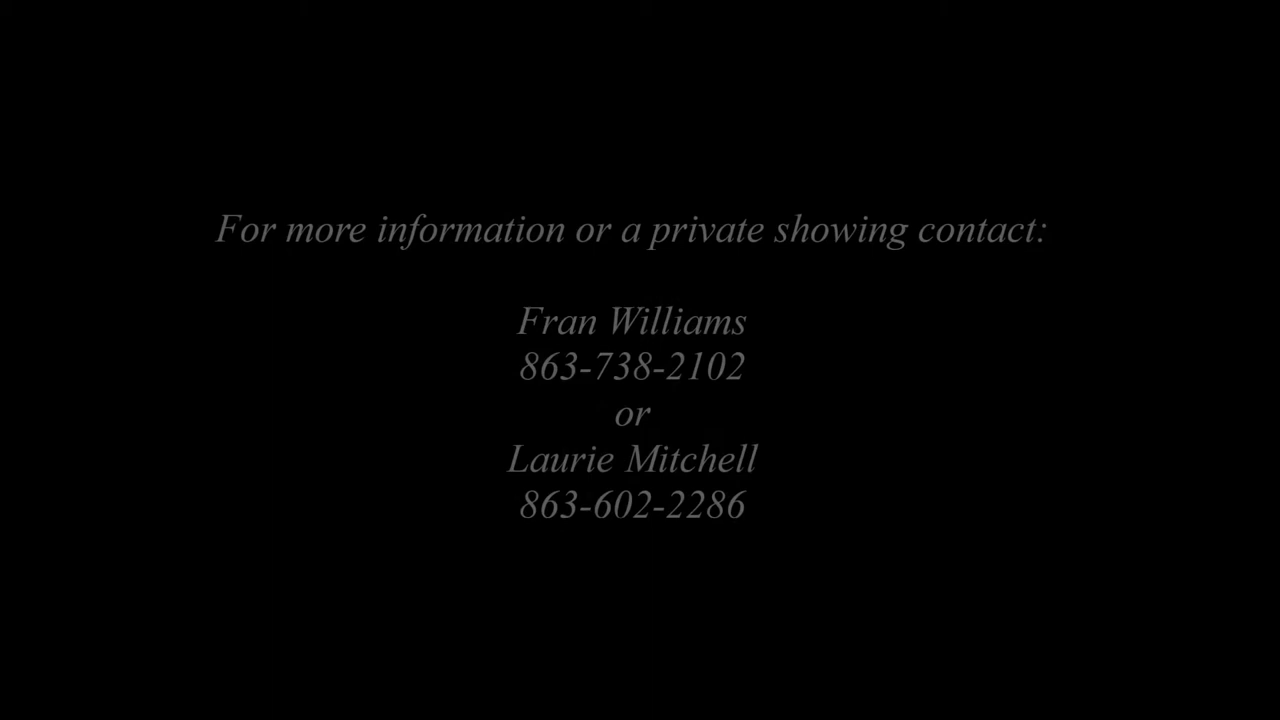 For more information or a private showing contact:
Fran Williams
863-738-2102
or
Laurie Mitchell
863-602-2286